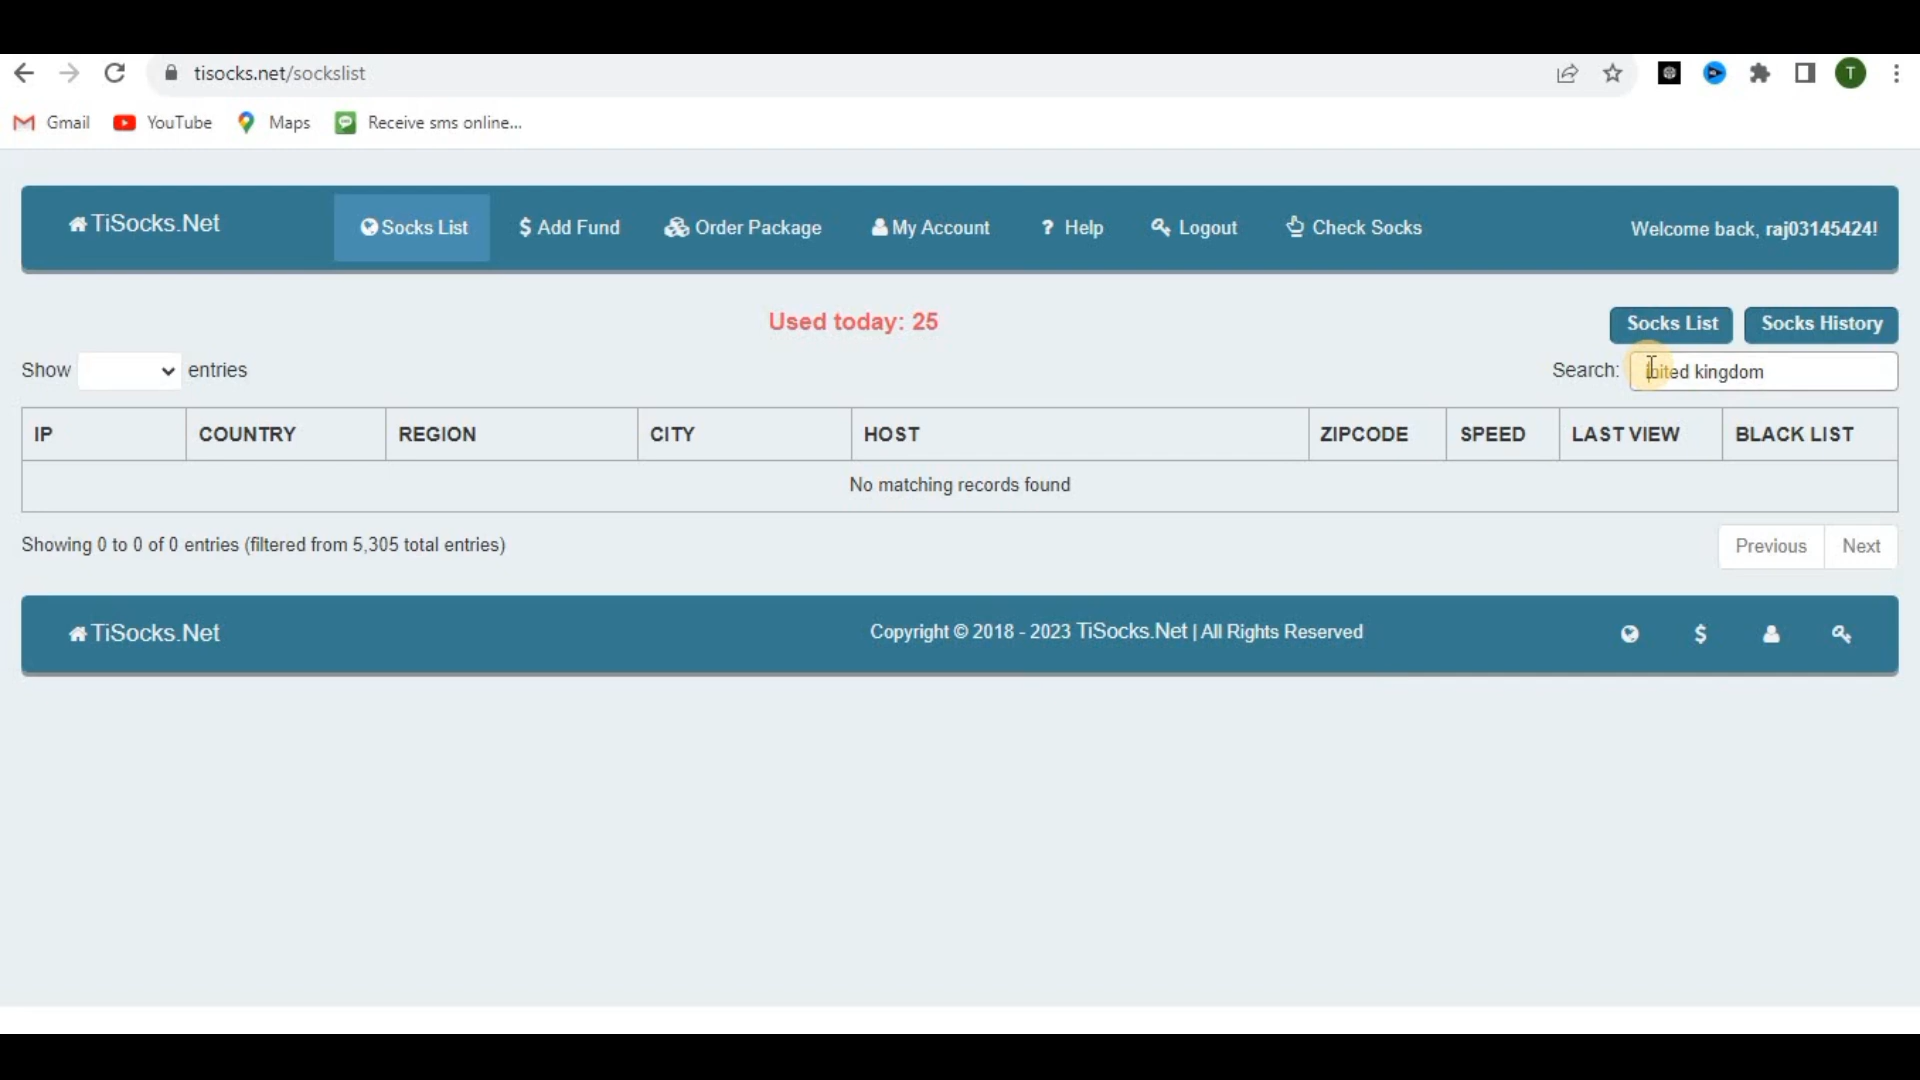 tisocks.net/sockslist
T
Gmail YouTube Maps Receive sms online...
TiSocks.Net Socks List $ Add Fund Order Package My Account ? Help Logout Check Socks Welcome back, raj03145424!
Used today: 25
Socks List Socks History
Show entries
Search: kingdom
IP COUNTRY REGION CITY HOST ZIPCODE SPEED LAST VIEW BLACK LIST
No matching records found
Showing 0 to 0 of 0 entries (filtered from 5,305 total entries)
Previous Next
TiSocks.Net Copyright © 2018 - 2023 TiSocks.Net | All Rights Reserved $